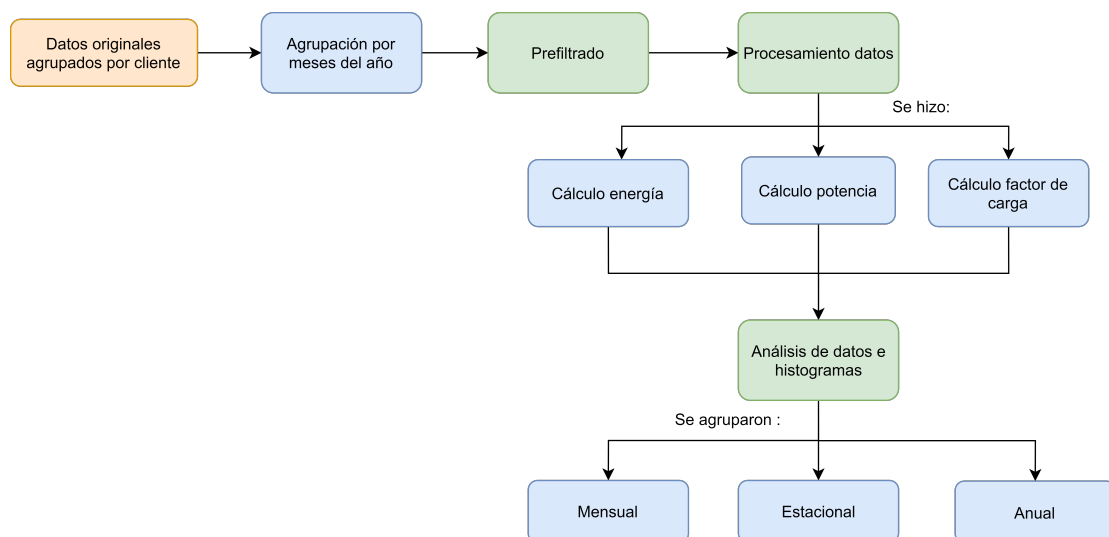 Datos originales
agrupados por cliente
Agrupación por
meses del año
Prefiltrado
Procesamiento datos
Se hizo:
Cálculo energía
Cálculo potencia
Cálculo factor de
carga
Análisis de datos e
histogramas
Se agruparon :
Mensual
Estacional
Anual